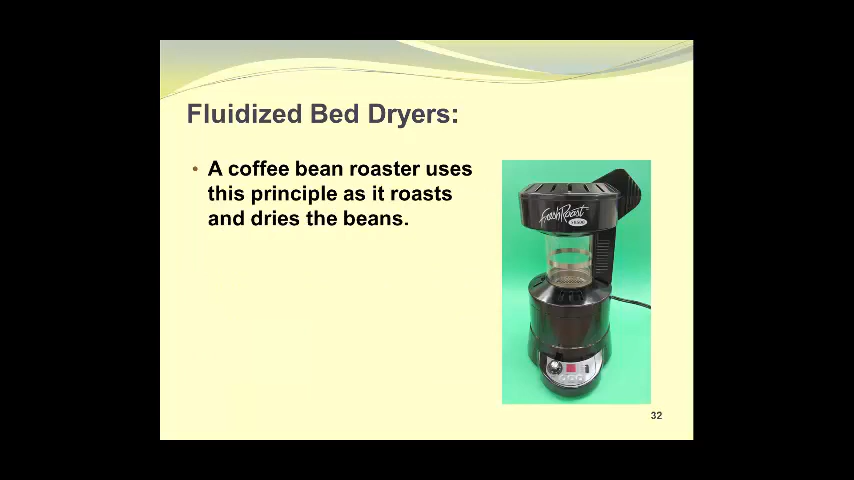 Fluidized Bed Dryers:
• A coffee bean roaster uses
this principle as it roasts
and dries the beans.
FreshRoast
32